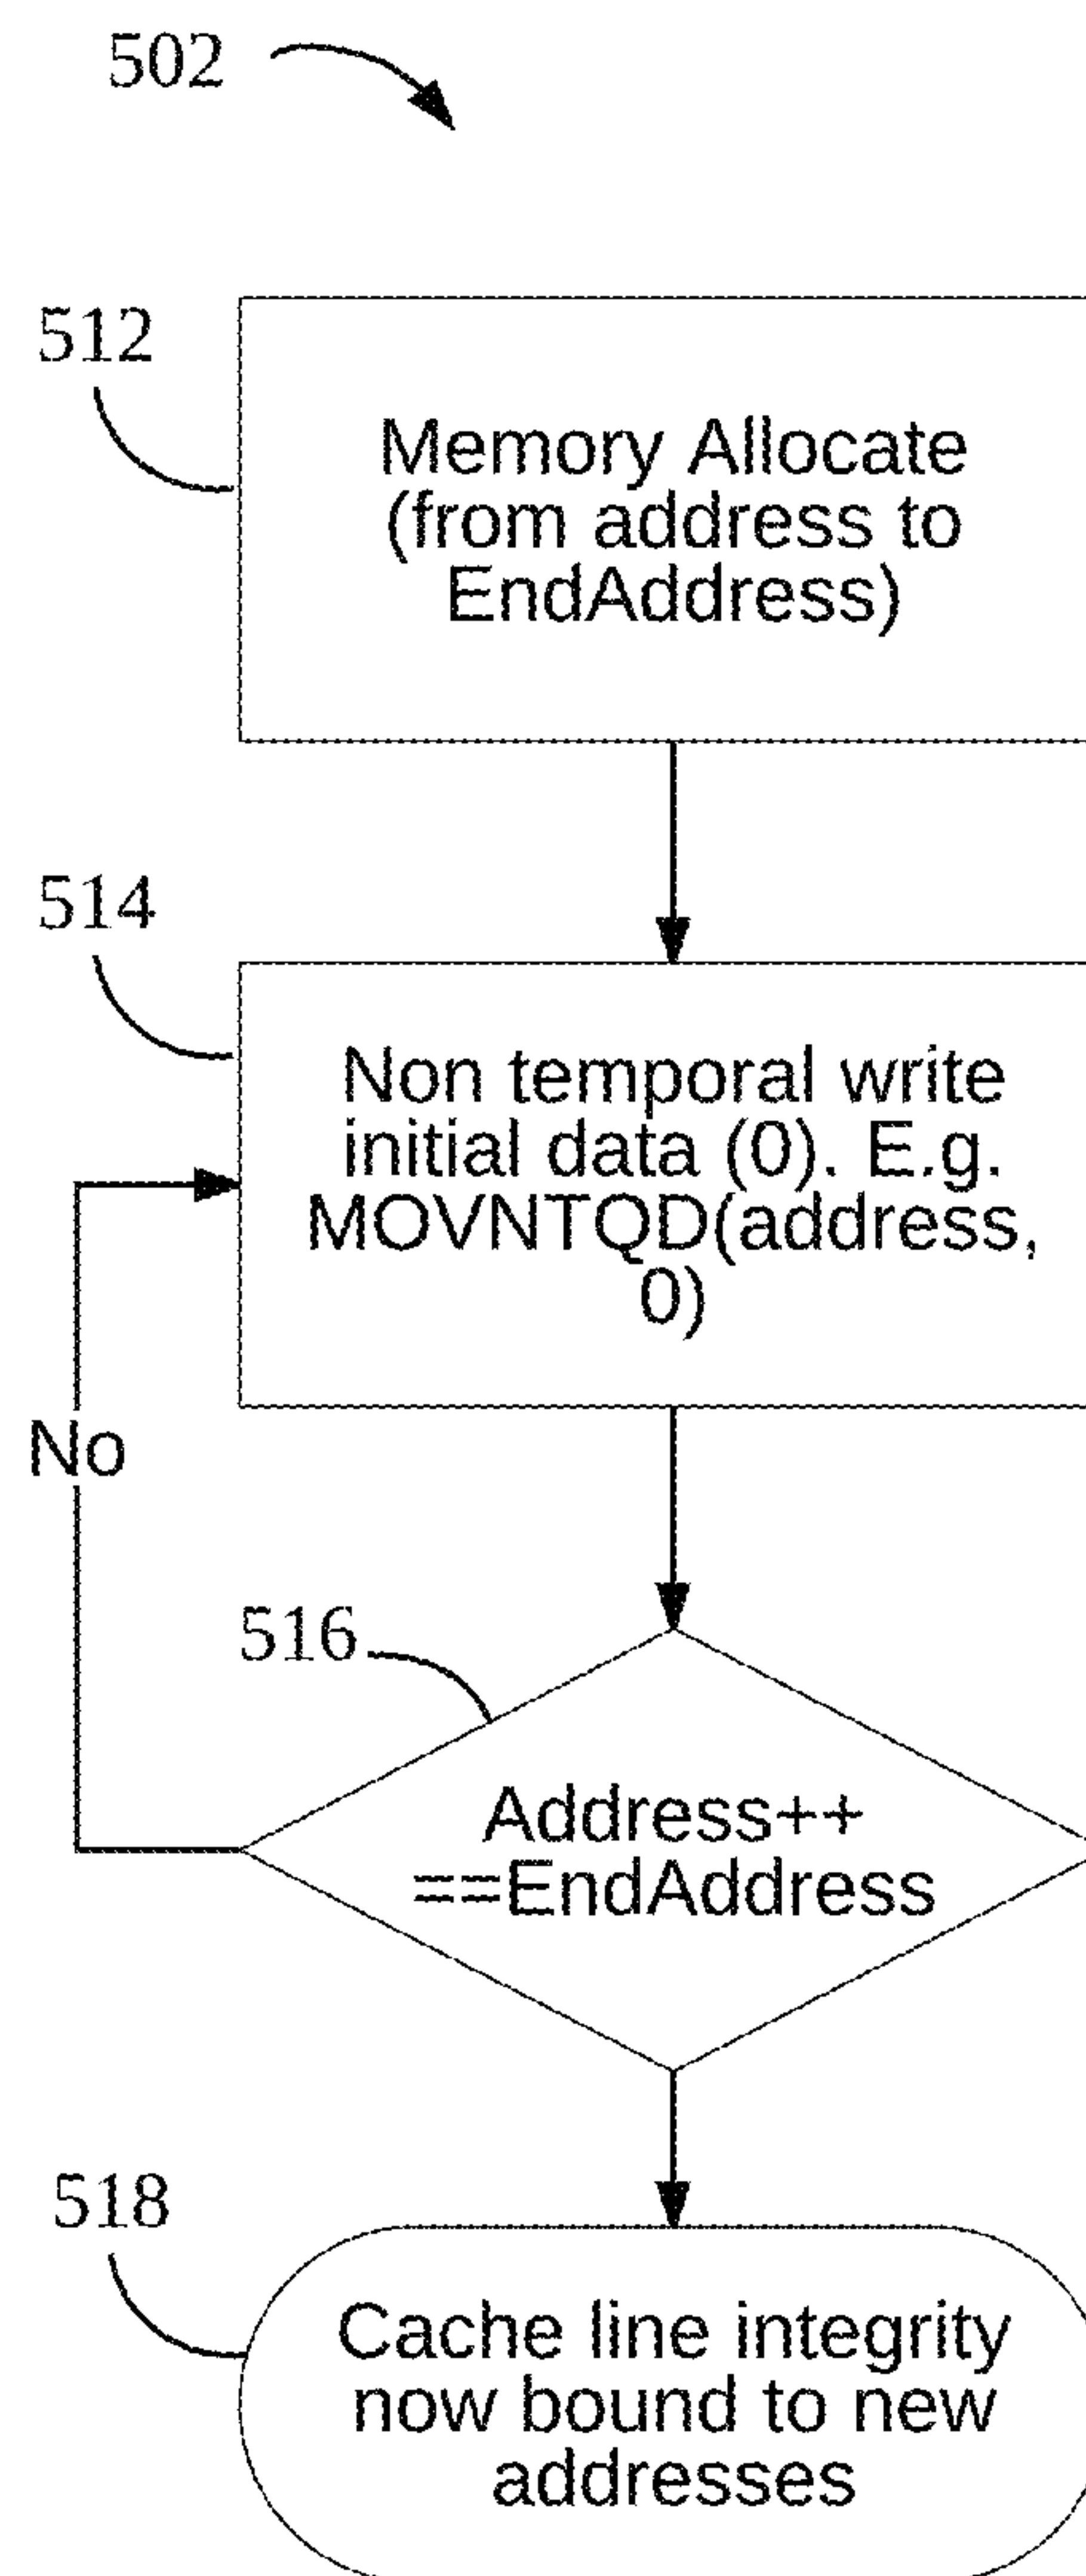 502
512
Memory Allocate
(from address to
EndAddress)
514
Non temporal write
initial data (0). E.g.
MOVNTQD(address,
0)
No
516
Address++
==EndAddress
518
Cache line integrity
now bound to new
addresses